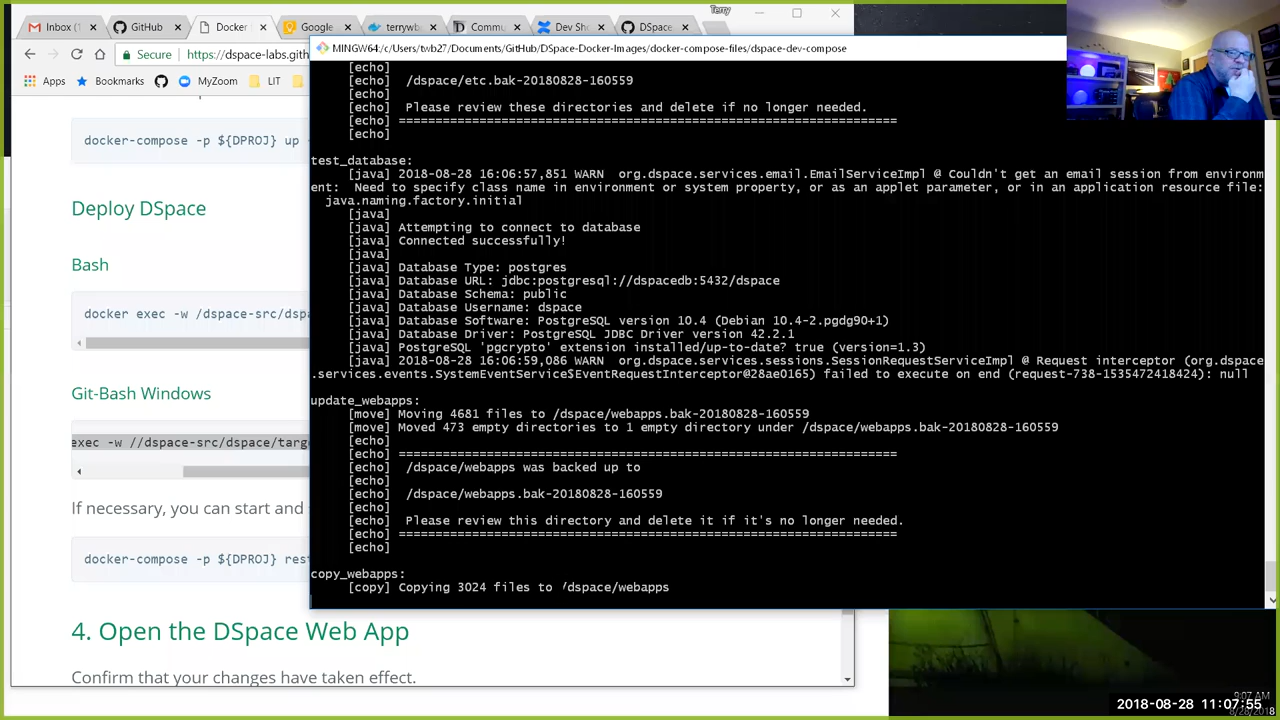 Terry
Inbox (1
GitHub
Docker
Google
terrywb
Commu
Dev Sho
DSpace
Secure
https://dspace-labs.gith
Apps
Bookmarks
MyZoom
LIT
docker-compose -p ${DPROJ} up
Deploy DSpace
Bash
docker exec -w /dspace-src/dspa
Git-Bash Windows
exec -w //dspace-src/dspace/targ
If necessary, you can start and
docker-compose -p ${DPROJ} rest
4. Open the DSpace Web App
Confirm that your changes have taken effect.
MINGW64:/c/Users/twb27/Documents/GitHub/DSpace-Docker-Images/docker-compose-files/dspace-dev-compose
[echo]
[echo] /dspace/etc.bak-20180828-160559
[echo]
[echo] Please review these directories and delete if no longer needed.
[echo] ====================================================================
[echo]
test_database:
[java] 2018-08-28 16:06:57,851 WARN org.dspace.services.email.EmailServiceImpl @ Couldn't get an email session from environm
ent: Need to specify class name in environment or system property, or as an applet parameter, or in an application resource file:
java.naming.factory.initial
[java]
[java] Attempting to connect to database
[java] Connected successfully!
[java]
[java] Database Type: postgres
[java] Database URL: jdbc:postgresql://dspacedb:5432/dspace
[java] Database Schema: public
[java] Database Username: dspace
[java] Database Software: PostgreSQL version 10.4 (Debian 10.4-2.pgdg90+1)
[java] Database Driver: PostgreSQL JDBC Driver version 42.2.1
[java] PostgreSQL 'pgcrypto' extension installed/up-to-date? true (version=1.3)
[java] 2018-08-28 16:06:59,086 WARN org.dspace.services.sessions.SessionRequestServiceImpl @ Request interceptor (org.dspace
.services.events.SystemEventService$EventRequestInterceptor@28ae0165) failed to execute on end (request-738-1535472418424): null
update_webapps:
[move] Moving 4681 files to /dspace/webapps.bak-20180828-160559
[move] Moved 473 empty directories to 1 empty directory under /dspace/webapps.bak-20180828-160559
[echo]
[echo] ====================================================================
[echo] /dspace/webapps was backed up to
[echo]
[echo] /dspace/webapps.bak-20180828-160559
[echo]
[echo] Please review this directory and delete it if it's no longer needed.
[echo] ====================================================================
[echo]
copy_webapps:
[copy] Copying 3024 files to /dspace/webapps
9:07 AM
2018-08-28 11:07:55